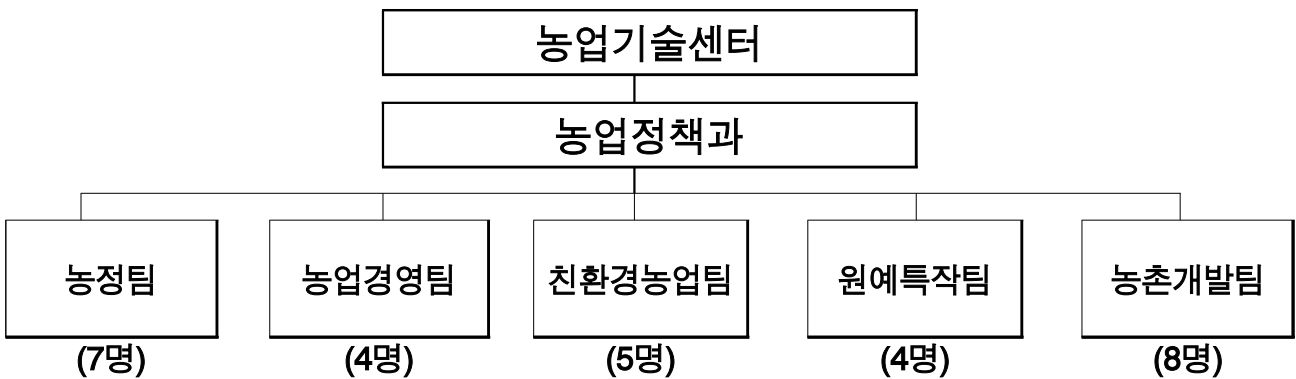 농업기술센터
농업정책과
농정팀 농업경영팀 친환경농업팀 원예특작팀 농촌개발팀
(7명) (4명) (5명) (4명) (8명)